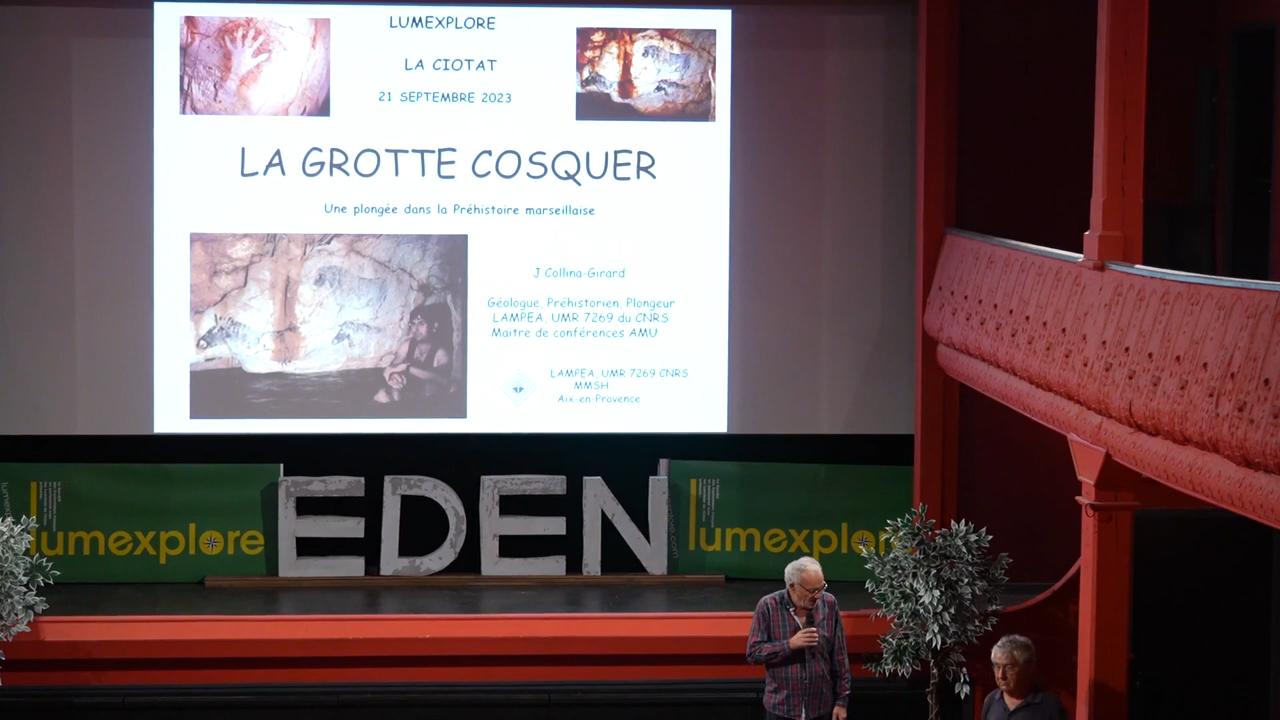 LUMEXPLORE
LA CIOTAT
21 SEPTEMBRE 2023
LA GROTTE COSQUER
Une plongée dans la Préhistoire marseillaise
J Collina-Girard
Géologue, Préhistorien, Plongeur
LAMPEA, UMR 7269 du CNRS
Maitre de conférences AMU
LAMPEA, UMR 7269 CNRS
MMSH
Aix-en-Provence
EDEN
lumexplore
lumexplore